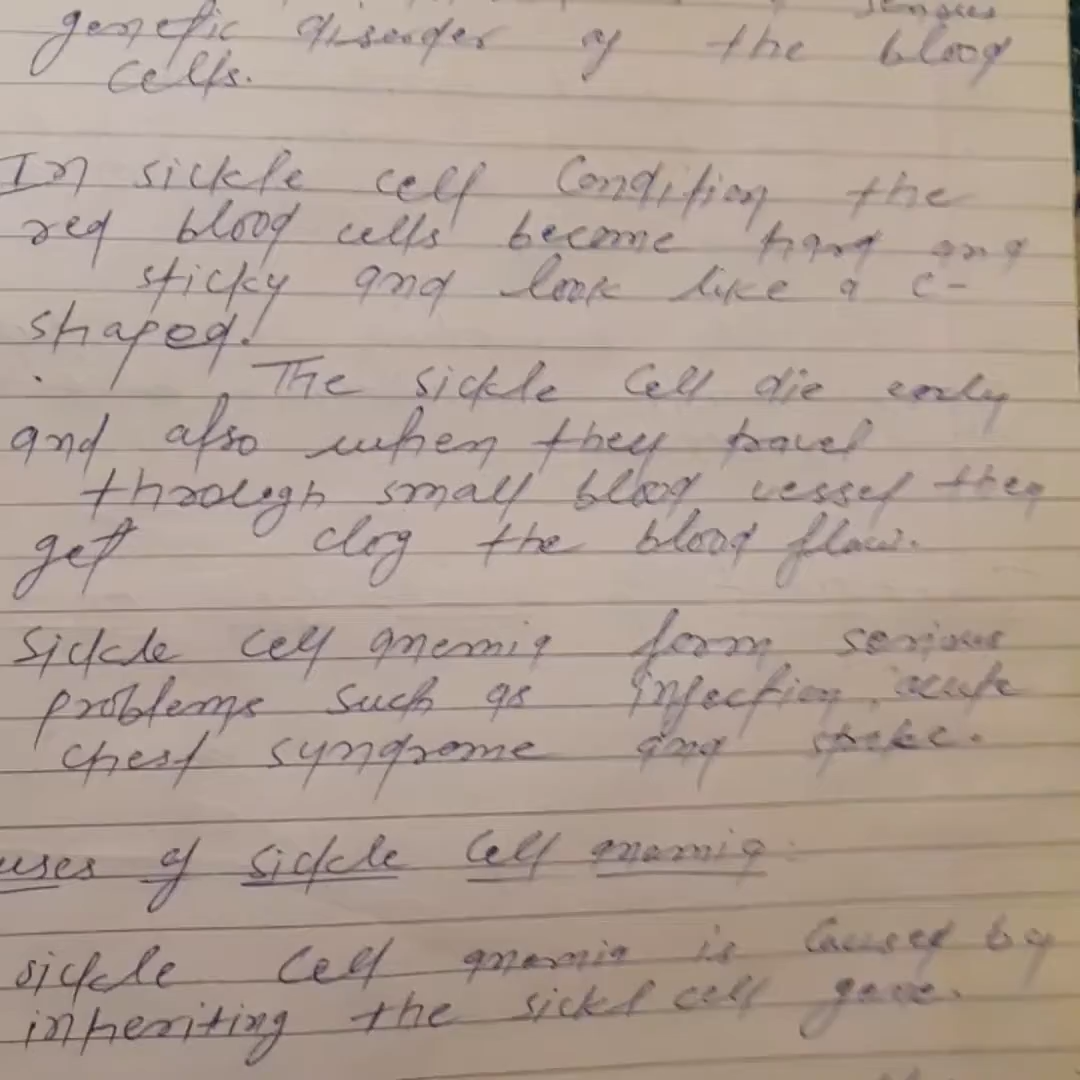 serious
genetic disorder of the blood
cells.
In sickle cell Condition the
red blood cells become hard and
sticky and look like a C-
shaped.
The sickle Cell die early
and also when they travel
through small blood vessel they
get clog the blood flow.
Sickle cell anemia form serious
problems such as infection, acute
chest syndrome and stroke.
uses of sickle Cell anemia
sickle Cell anemia is Caused by
inheriting the sickl cell gene.